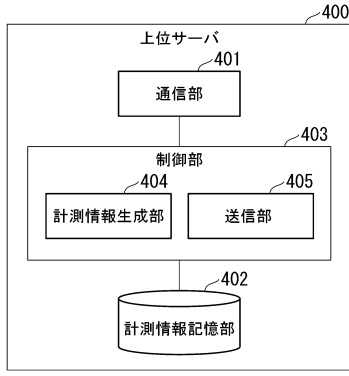 400
上位サーバ
401
通信部
403
制御部
404
405
計測情報生成部
送信部
402
計測情報記憶部